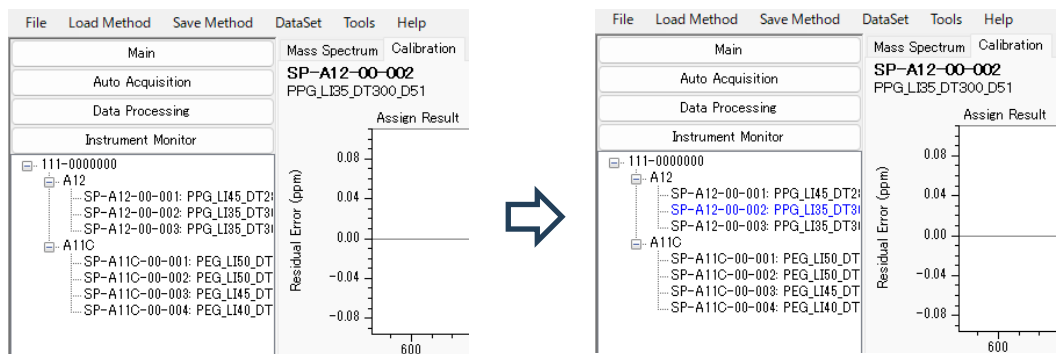 File Load Method Save Method DataSet Tools Help
Main
Auto Acquisition
Data Processing
Instrument Monitor
111-0000000
A12
SP-A12-00-001: PPG_LI45_DT2
SP-A12-00-002: PPG_LI35_DT3
SP-A12-00-003: PPG_LI35_DT3
A11C
SP-A11C-00-001: PEG_LI50_DT
SP-A11C-00-002: PEG_LI50_DT
SP-A11C-00-003: PEG_LI45_DT
SP-A11C-00-004: PEG_LI40_DT
Mass Spectrum Calibration
SP-A12-00-002
PPG_LI35_DT300_D51
Assign Result
Residual Error (ppm)
0.08
0.04
0.00
-0.04
-0.08
600
File Load Method Save Method DataSet Tools Help
Main
Auto Acquisition
Data Processing
Instrument Monitor
111-0000000
A12
SP-A12-00-001: PPG_LI45_DT2
SP-A12-00-002: PPG_LI35_DT3
SP-A12-00-003: PPG_LI35_DT3
A11C
SP-A11C-00-001: PEG_LI50_DT
SP-A11C-00-002: PEG_LI50_DT
SP-A11C-00-003: PEG_LI45_DT
SP-A11C-00-004: PEG_LI40_DT
Mass Spectrum Calibration
SP-A12-00-002
PPG_LI35_DT300_D51
Assign Result
Residual Error (ppm)
0.08
0.04
0.00
-0.04
-0.08
600